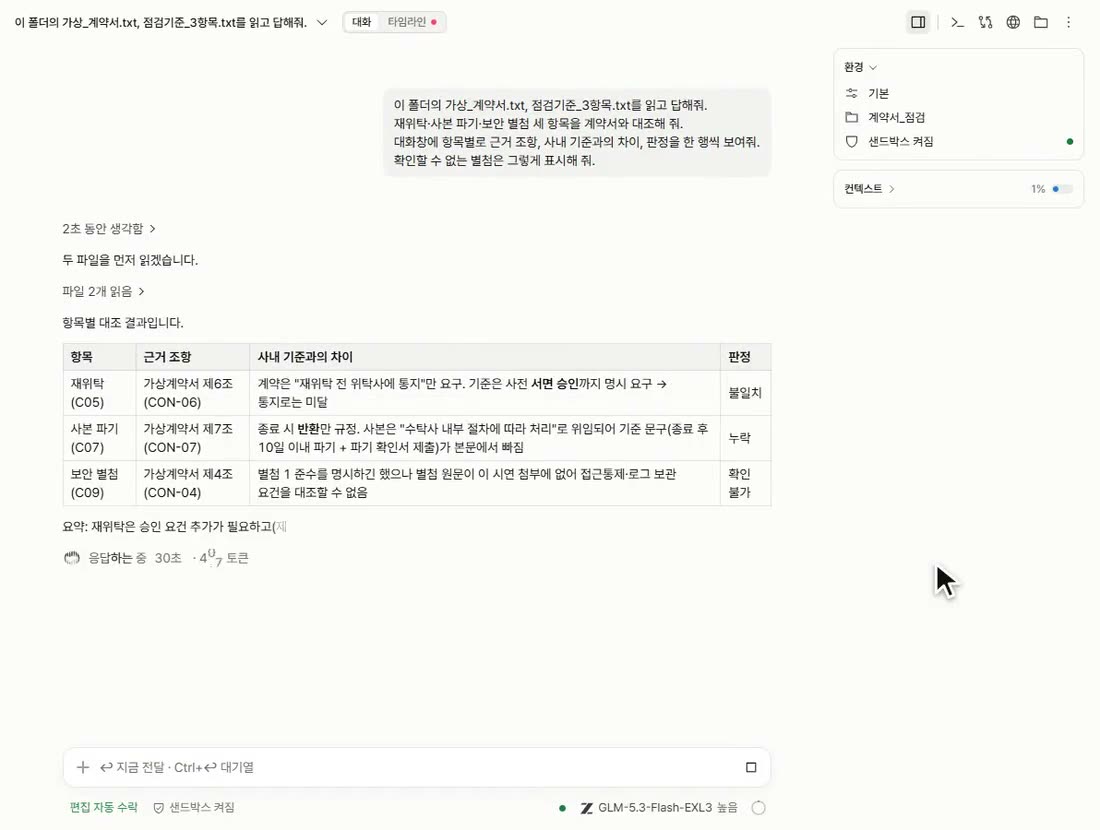 이 폴더의 가상_계약서.txt, 점검기준_3항목.txt를 읽고 답해줘.
대화 타임라인
환경
기본
계약서_점검
샌드박스 켜짐
컨텍스트 1%
이 폴더의 가상_계약서.txt, 점검기준_3항목.txt를 읽고 답해줘.
재위탁·사본 파기·보안 별첨 세 항목을 계약서와 대조해 줘.
대화창에 항목별로 근거 조항, 사내 기준과의 차이, 판정을 한 행씩 보여줘.
확인할 수 없는 별첨은 그렇게 표시해 줘.
2초 동안 생각함
두 파일을 먼저 읽겠습니다.
파일 2개 읽음
항목별 대조 결과입니다.
항목 근거 조항 사내 기준과의 차이 판정
재위탁
(C05)
가상계약서 제6조
(CON-06)
계약은 "재위탁 전 위탁사에 통지"만 요구. 기준은 사전 서면 승인까지 명시 요구 →
통지로는 미달
불일치
사본 파기
(C07)
가상계약서 제7조
(CON-07)
종료 시 반환만 규정. 사본은 "수탁사 내부 절차에 따라 처리"로 위임되어 기준 문구(종료 후
10일 이내 파기 + 파기 확인서 제출)가 본문에서 빠짐
누락
보안 별첨
(C09)
가상계약서 제4조
(CON-04)
별첨 1 준수를 명시하긴 했으나 별첨 원문이 이 시연 첨부에 없어 접근통제·로그 보관
요건을 대조할 수 없음
확인
불가
요약: 재위탁은 승인 요건 추가가 필요하고(제
응답하는 중 30초 · 토큰
↩ 지금 전달 · Ctrl+↩ 대기열
편집 자동 수락 샌드박스 켜짐
GLM-5.3-Flash-EXL3 높음